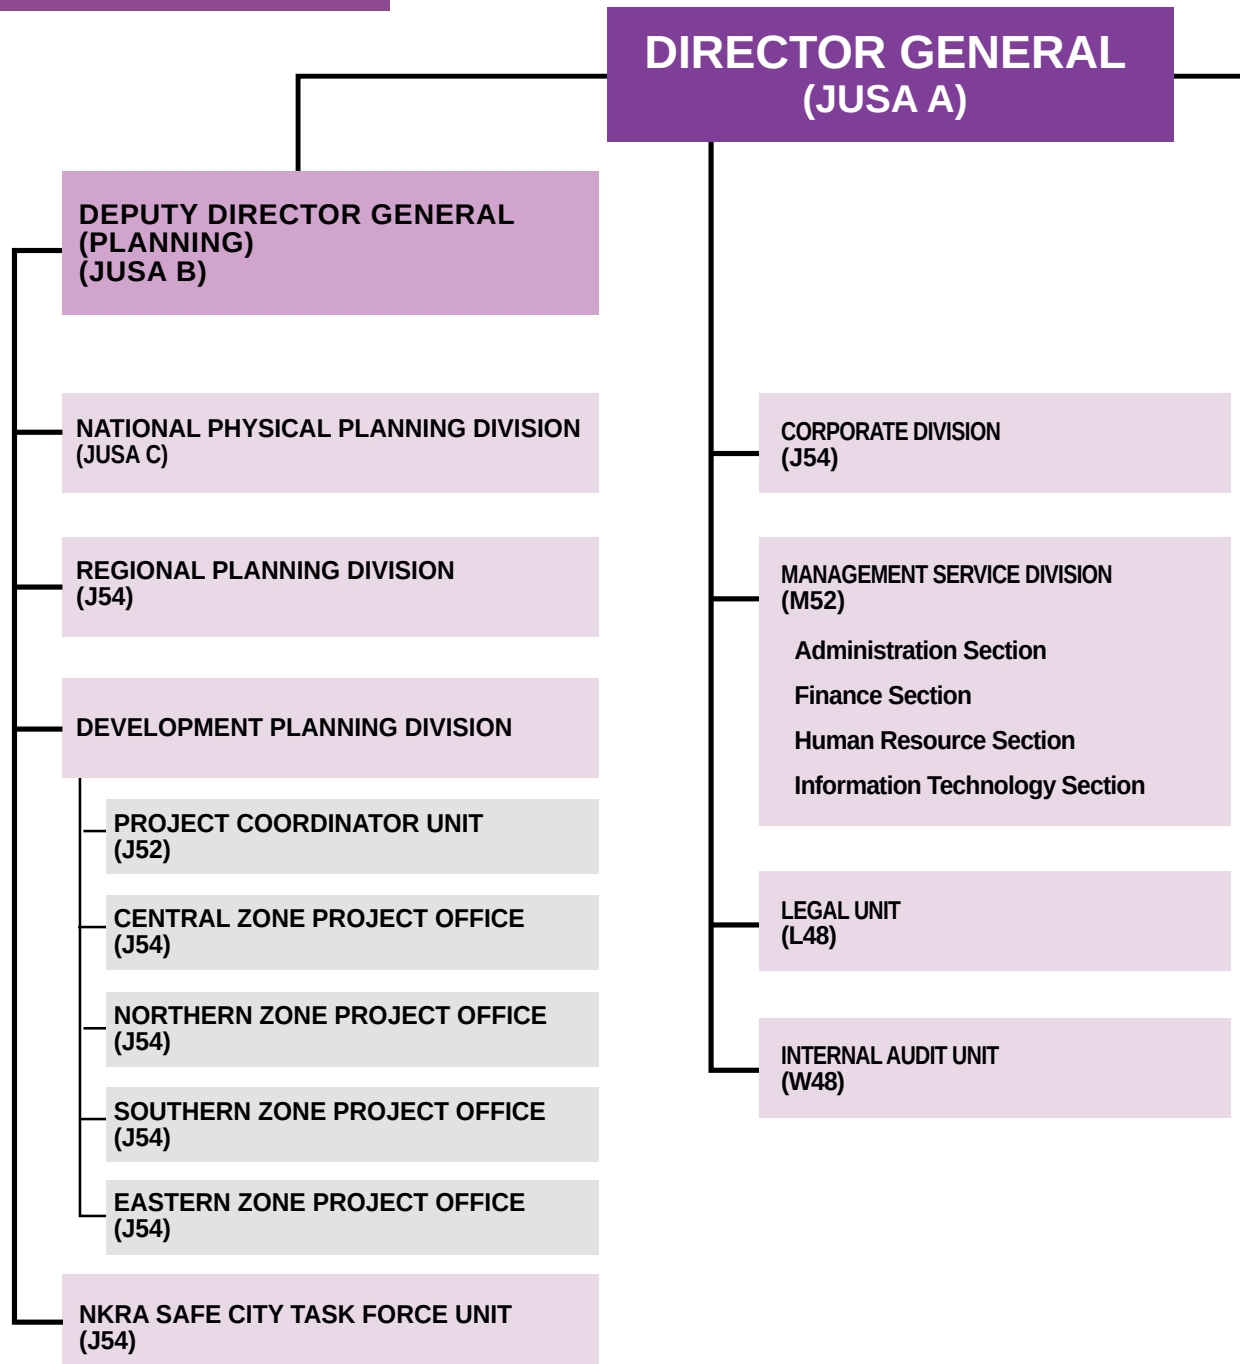 DIRECTOR GENERAL
(JUSA A)
DEPUTY DIRECTOR GENERAL
(PLANNING)
(JUSA B)
NATIONAL PHYSICAL PLANNING DIVISION
(JUSA C)
REGIONAL PLANNING DIVISION
(J54)
DEVELOPMENT PLANNING DIVISION
PROJECT COORDINATOR UNIT
(J52)
CENTRAL ZONE PROJECT OFFICE
(J54)
NORTHERN ZONE PROJECT OFFICE
(J54)
SOUTHERN ZONE PROJECT OFFICE
(J54)
EASTERN ZONE PROJECT OFFICE
(J54)
NKRA SAFE CITY TASK FORCE UNIT
(J54)
CORPORATE DIVISION
(J54)
MANAGEMENT SERVICE DIVISION
(M52)
Administration Section
Finance Section
Human Resource Section
Information Technology Section
LEGAL UNIT
(L48)
INTERNAL AUDIT UNIT
(W48)